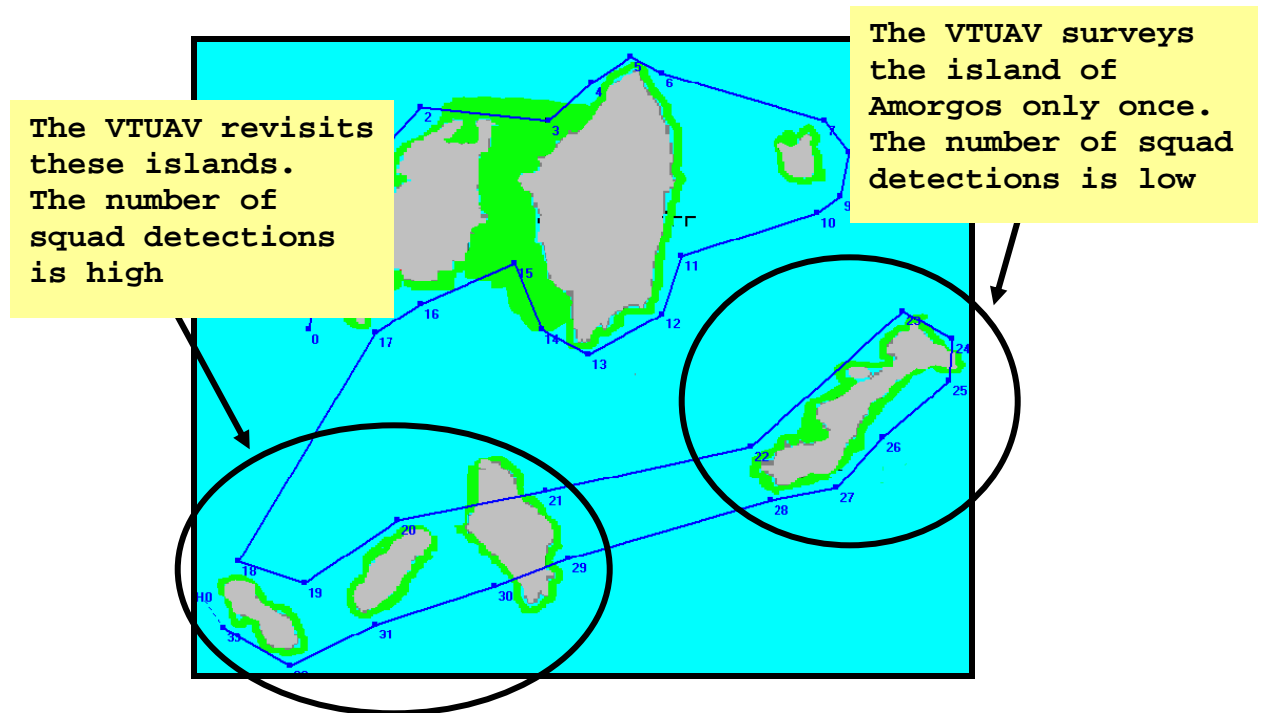 The VTUAV surveys
the island of
Amorgos only once.
The number of squad
detections is low
The VTUAV revisits
these islands.
The number of
squad detections
is high
5
4
6
2
3
7
9
10
11
15
16
12
0
17
14
13
23
24
25
22
26
27
28
21
20
29
18
19
30
H0
31
33